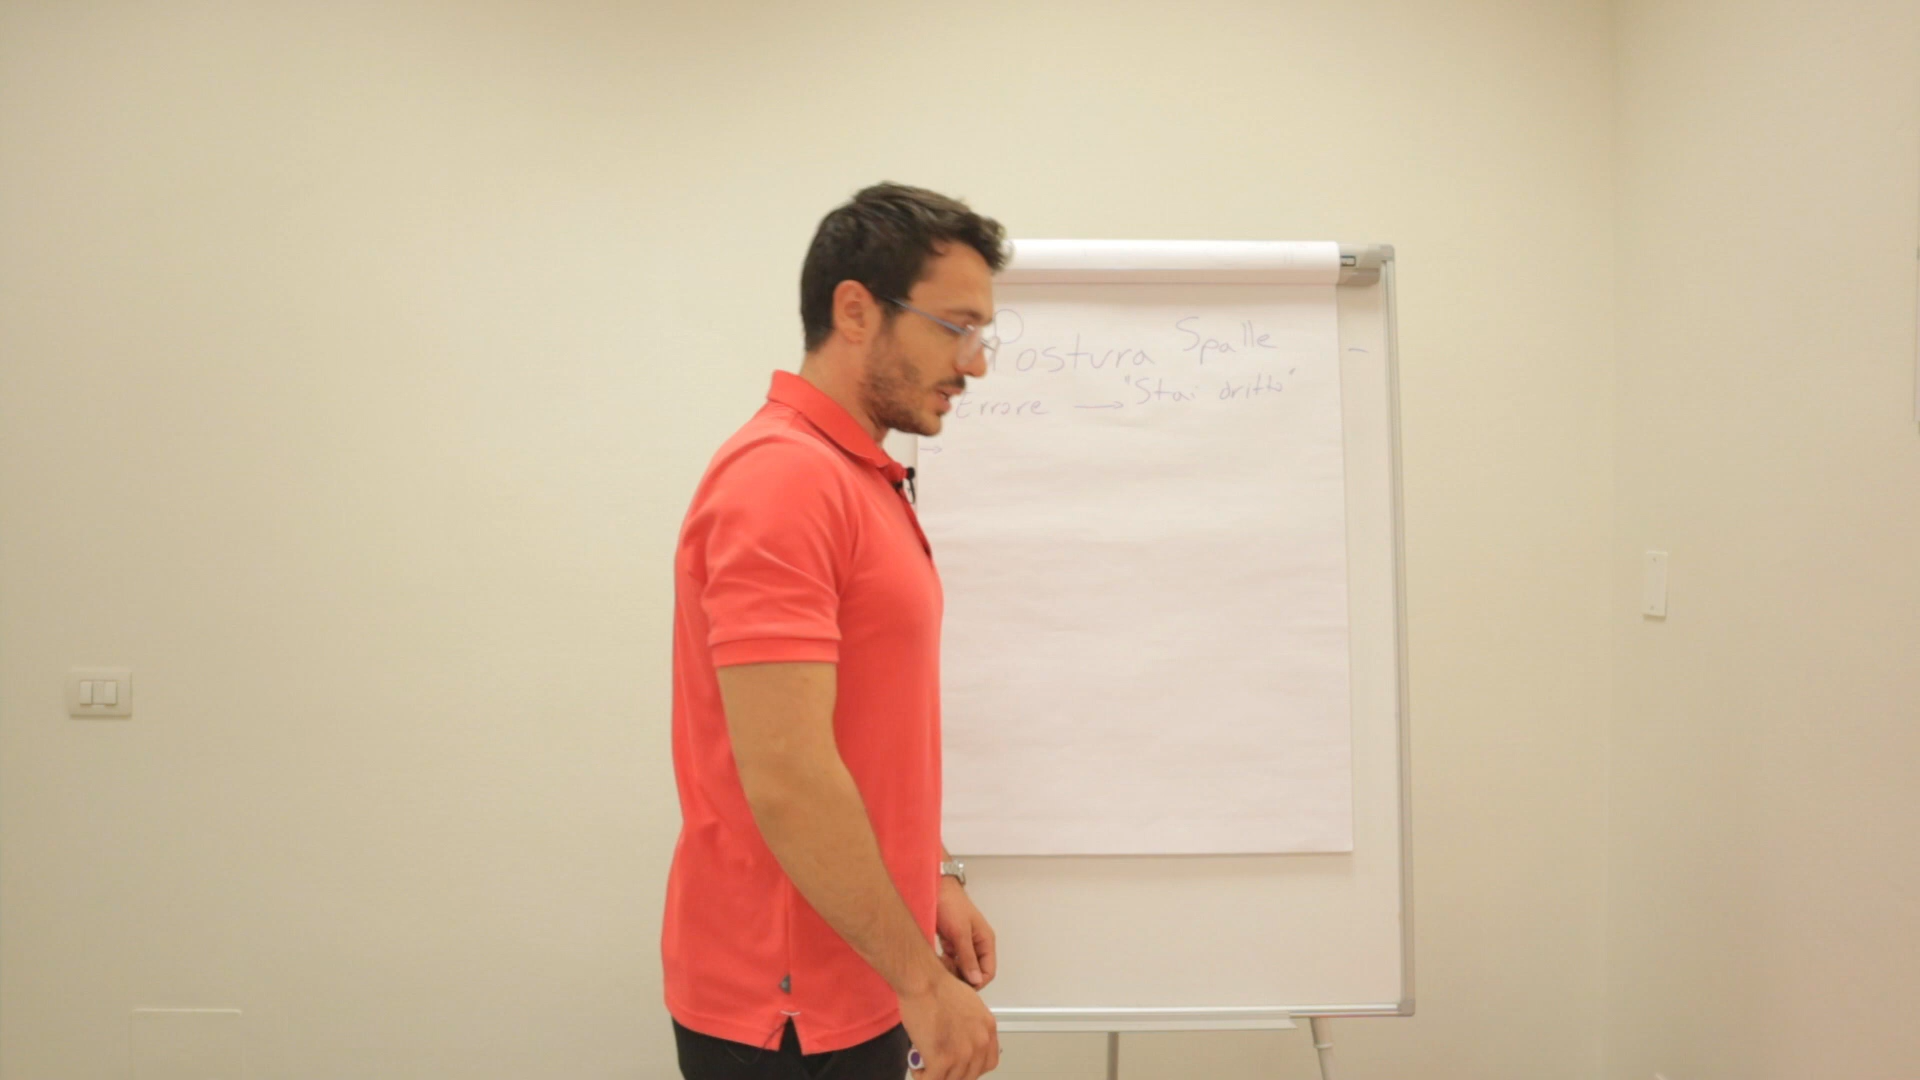 Postura Spalle
Errore → "Stai dritto"
→